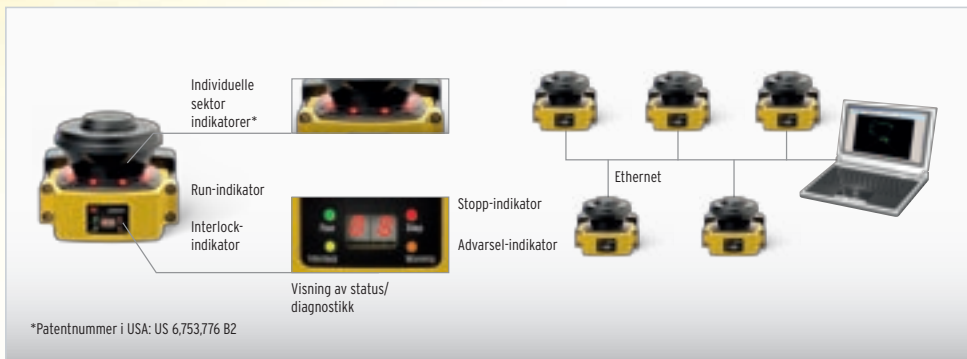 Individuelle
sektor
indikatorer*
Run-indikator
Interlock-
indikator
Visning av status/
diagnostikk
Stopp-indikator
Advarsel-indikator
Ethernet
*Patentnummer i USA: US 6,753,776 B2